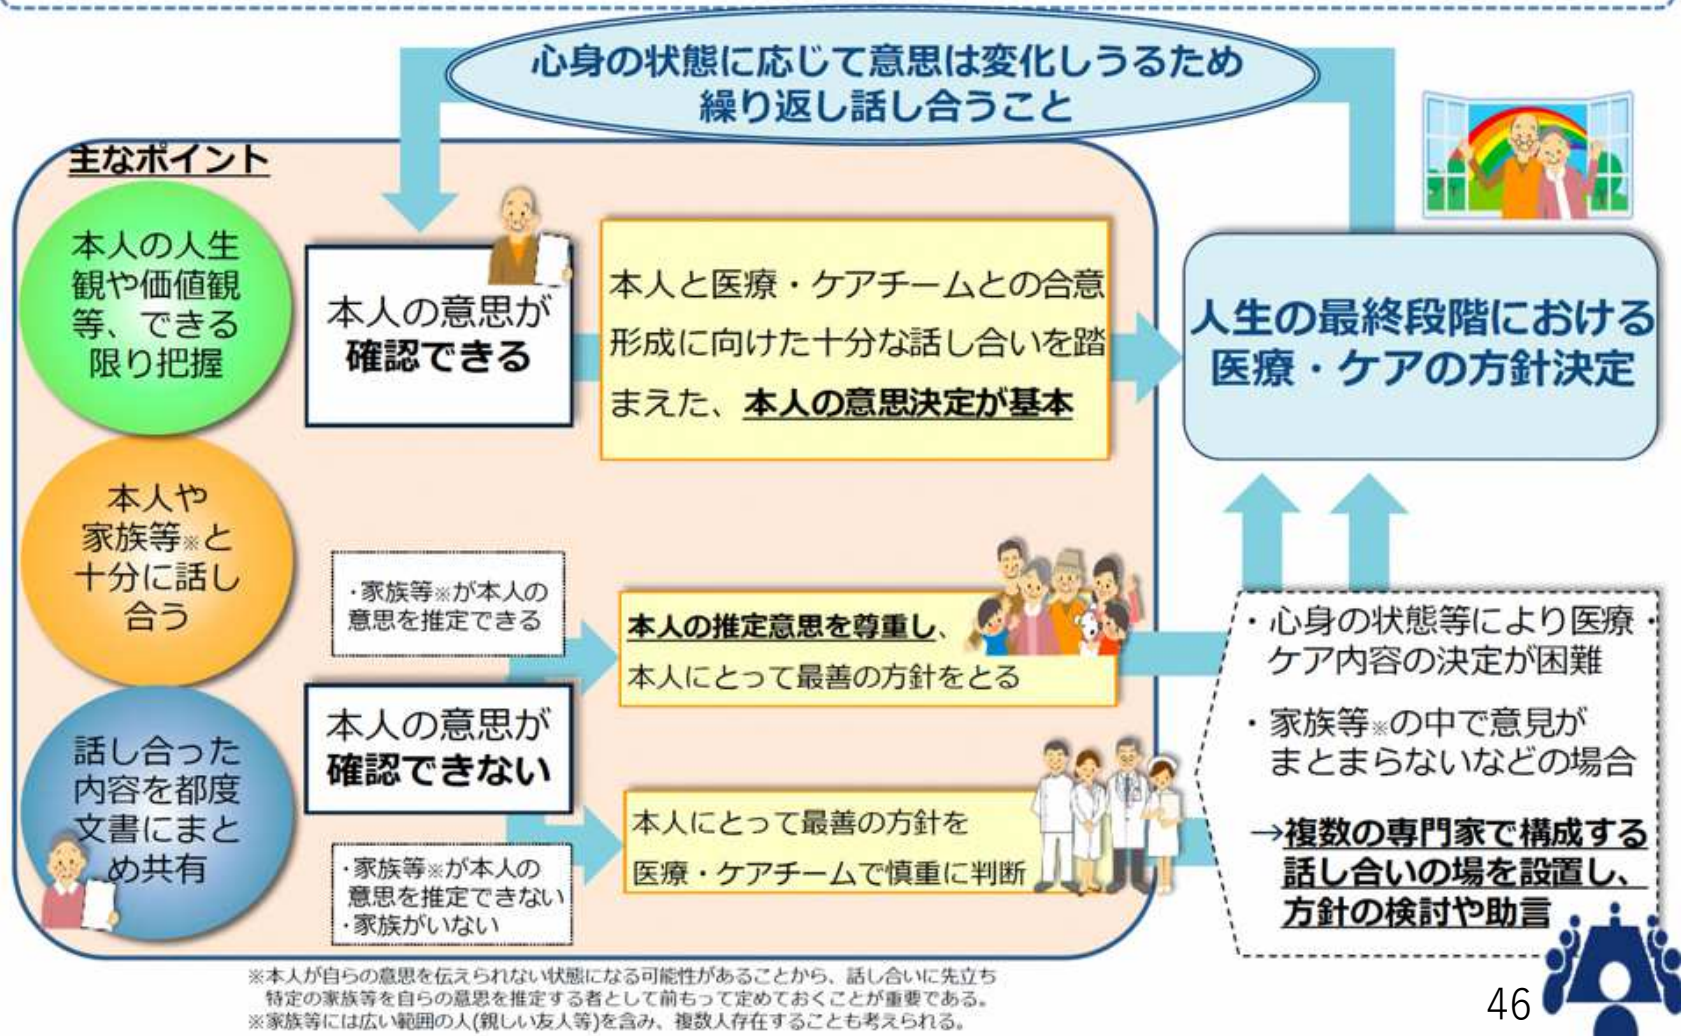 心身の状態に応じて意思は変化しうるため
繰り返し話し合うこと
主なポイント
本人の人生
観や価値観
等、できる
限り把握
本人や
家族等※と
十分に話し
合う
話し合った
内容を都度
文書にまと
め共有
本人の意思が
確認できる
本人と医療・ケアチームとの合意
形成に向けた十分な話し合いを踏
まえた、本人の意思決定が基本
人生の最終段階における
医療・ケアの方針決定
・家族等※が本人の
意思を推定できる
本人の推定意思を尊重し、
本人にとって最善の方針をとる
本人の意思が
確認できない
・家族等※が本人の
意思を推定できない
・家族がいない
本人にとって最善の方針を
医療・ケアチームで慎重に判断
・心身の状態等により医療・
ケア内容の決定が困難
・家族等※の中で意見が
まとまらないなどの場合
→複数の専門家で構成する
話し合いの場を設置し、
方針の検討や助言
※本人が自らの意思を伝えられない状態になる可能性があることから、話し合いに先立ち
特定の家族等を自らの意思を推定する者として前もって定めておくことが重要である。
※家族等には広い範囲の人(親しい友人等)を含み、複数人存在することも考えられる。
46